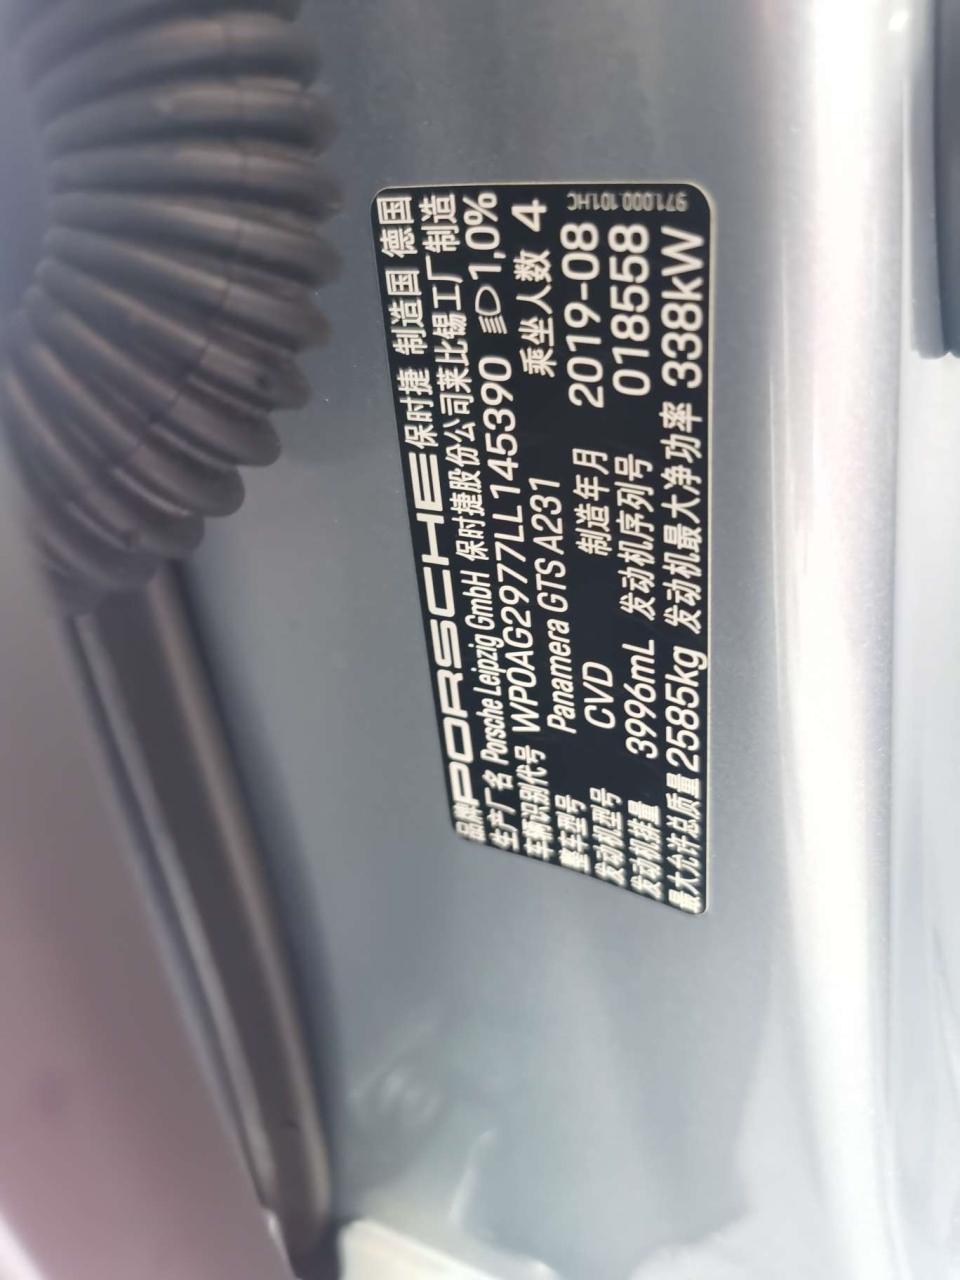 品牌 PORSCHE 保时捷 制造国 德国
生产厂名 Porsche Leipzig GmbH 保时捷股份公司莱比锡工厂制造
车辆识别代号 WP0AG2977LL145390 1,0%
整车型号 Panamera GTS A231 乘坐人数 4
发动机型号 CVD 制造年月 2019-08
发动机排量 3996mL 发动机序列号 018558
最大允许总质量 2585kg 发动机最大净功率 338kW
971.000.101.HC